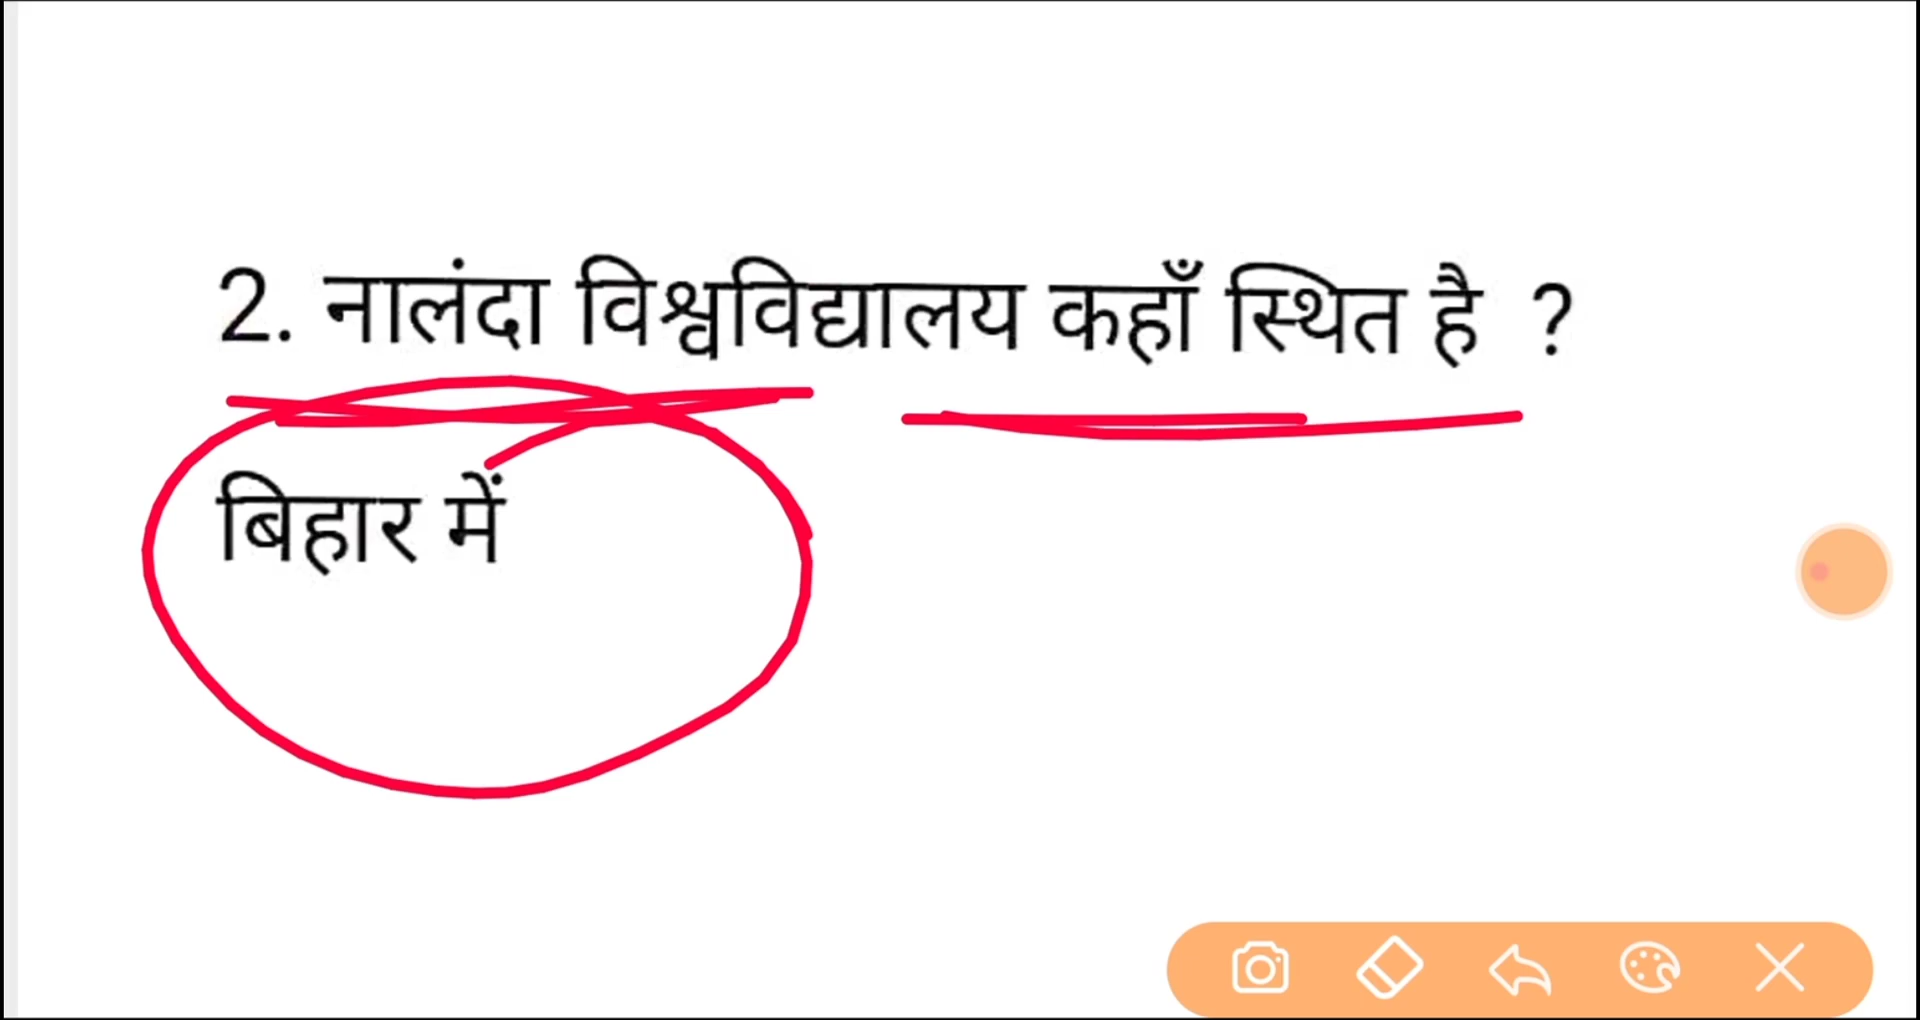 2. नालंदा विश्वविद्यालय कहाँ स्थित है ?
बिहार में